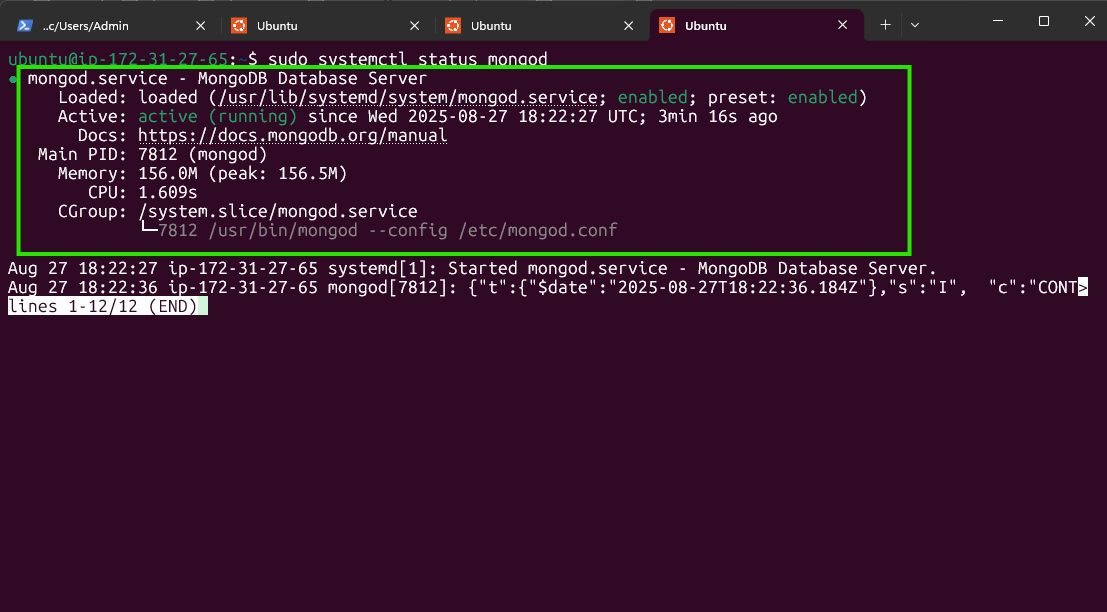 ..c/Users/Admin
Ubuntu
Ubuntu
Ubuntu
ubuntu@ip-172-31-27-65:~$ sudo systemctl status mongod
● mongod.service - MongoDB Database Server
Loaded: loaded (/usr/lib/systemd/system/mongod.service; enabled; preset: enabled)
Active: active (running) since Wed 2025-08-27 18:22:27 UTC; 3min 16s ago
Docs: https://docs.mongodb.org/manual
Main PID: 7812 (mongod)
Memory: 156.0M (peak: 156.5M)
CPU: 1.609s
CGroup: /system.slice/mongod.service
└─7812 /usr/bin/mongod --config /etc/mongod.conf
Aug 27 18:22:27 ip-172-31-27-65 systemd[1]: Started mongod.service - MongoDB Database Server.
Aug 27 18:22:36 ip-172-31-27-65 mongod[7812]: {"t":{"$date":"2025-08-27T18:22:36.184Z"},"s":"I",  "c":"CONT>
lines 1-12/12 (END)